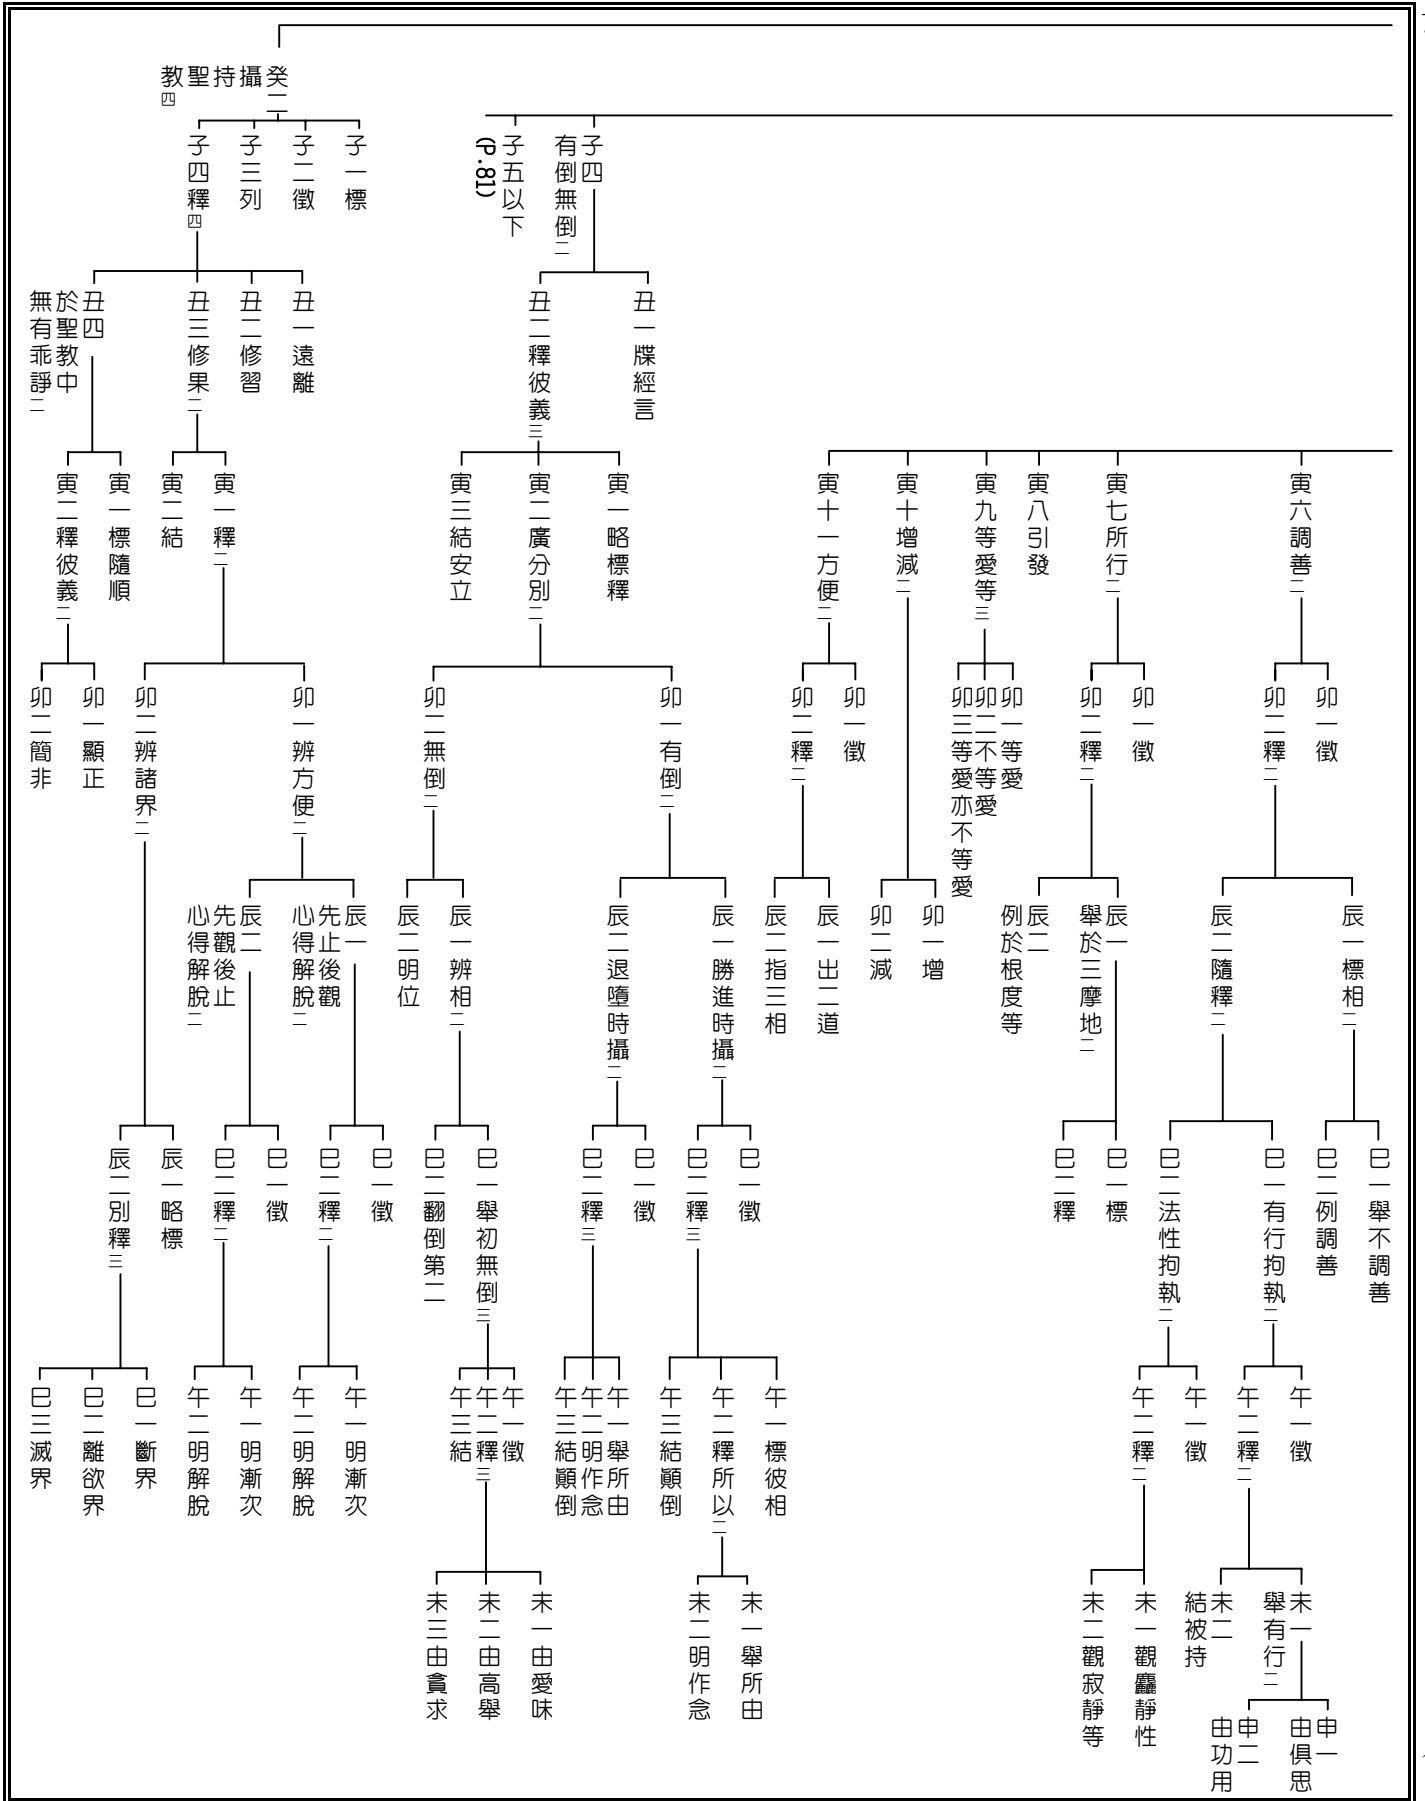 癸二攝持聖教四
子四
有倒無倒二
子五以下
(P.81)
子一標
子二徵
子三列
子四釋四
丑一牒經言
丑二釋彼義三
丑一遠離
丑二修習
丑三修果二
丑四
於聖教中
無有乖諍二
寅六調善二
寅七所行二
寅八引發
寅九等愛等三
寅十增減二
寅十一方便二
寅一略標釋
寅二廣分別二
寅三結安立
寅一釋二
寅二結
寅一標隨順
寅二釋彼義二
卯一徵
卯二釋二
卯一徵
卯二釋二
卯一等愛
卯二不等愛
卯三等愛亦不等愛
卯一徵
卯二釋二
卯一有倒二
卯二無倒二
卯一辨方便二
卯二辨諸界二
卯一顯正
卯二簡非
辰一標相二
辰二隨釋二
辰一
舉於三摩地二
辰二
例於根度等
卯一增
卯二減
辰一出二道
辰二指三相
辰一勝進時攝二
辰二退墮時攝二
辰一辨相二
辰二明位
辰一
先止後觀
心得解脫二
辰二
先觀後止
心得解脫二
巳一舉不調善
巳二例調善
巳一有行拘執二
巳二法性拘執二
巳一標
巳二釋
巳一徵
巳二釋三
巳一徵
巳二釋三
巳一舉初無倒三
巳二翻倒第二
巳一徵
巳二釋二
巳一徵
巳二釋二
辰一略標
辰二別釋三
午一徵
午二釋二
午一徵
午二釋二
午一標彼相
午二釋所以二
午三結顚倒
午一舉所由
午二明作念
午三結顚倒
午一徵
午二釋三
午三結
午一明漸次
午二明解脫
午一明漸次
午二明解脫
巳一斷界
巳二離欲界
巳三滅界
未一
舉有行二
未二
結被持
未一觀麤靜性
未二觀寂靜等
未一舉所由
未二明作念
未一由愛味
未二由高舉
未三由貪求
申一
由俱思
申二
由功用